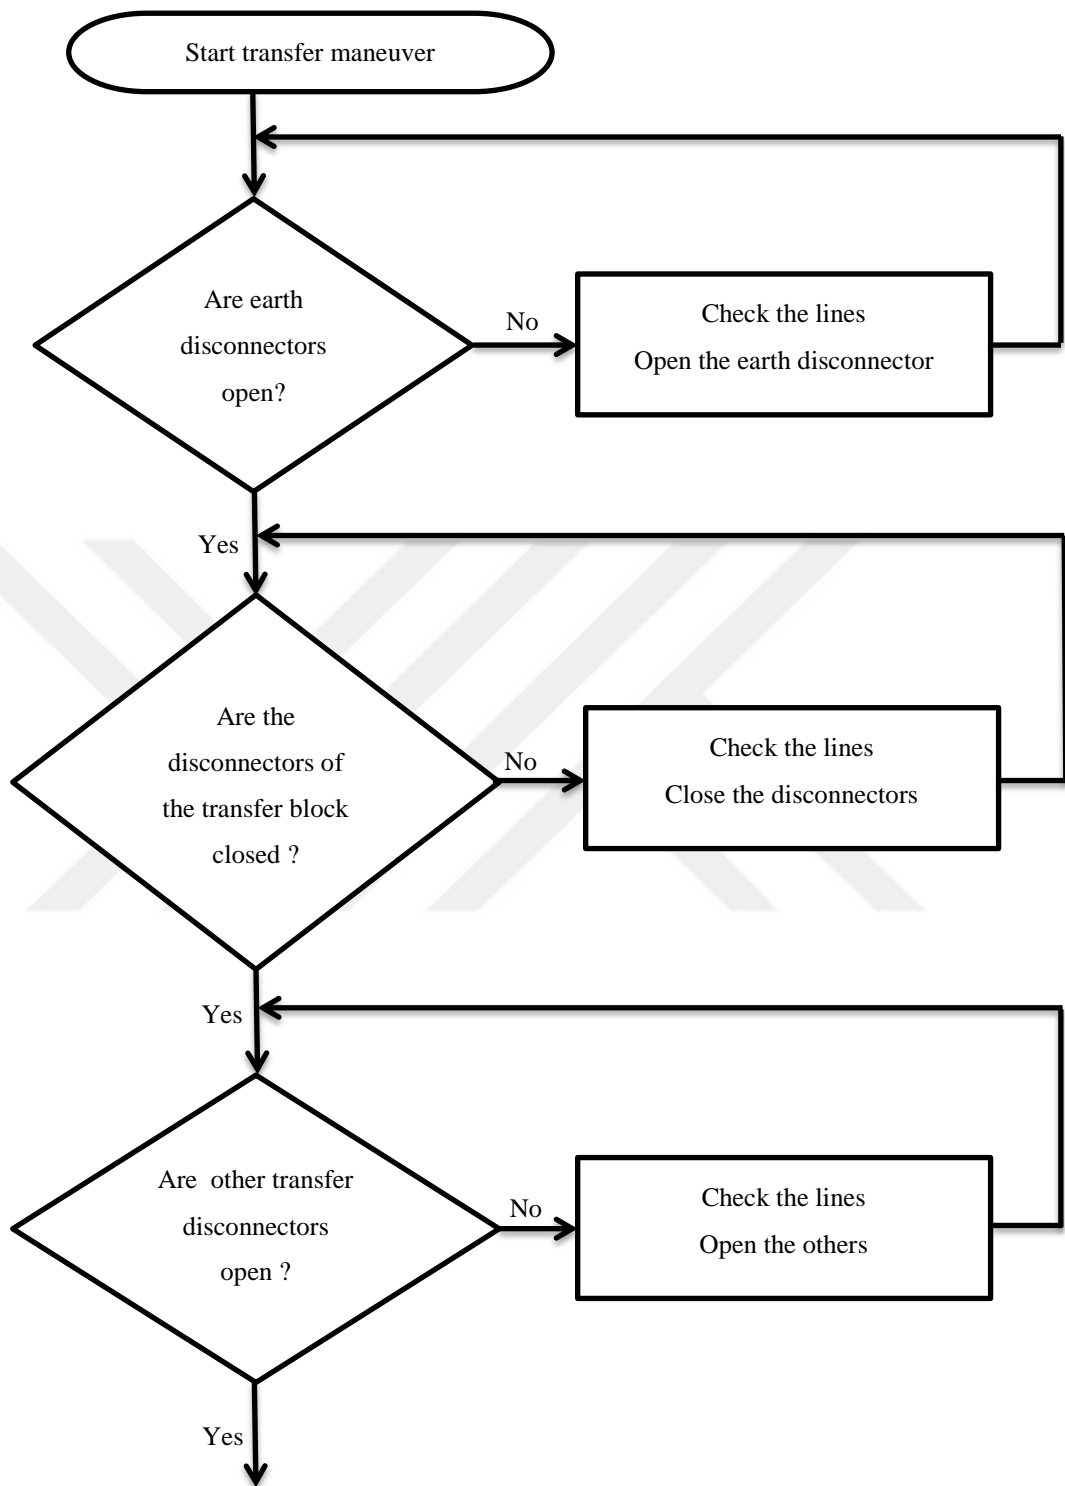 Start transfer maneuver
Are earth
disconnectors
open?
No
Check the lines
Open the earth disconnector
Yes
Are the
disconnectors of
the transfer block
closed ?
No
Check the lines
Close the disconnectors
Yes
Are  other transfer
disconnectors
open ?
No
Check the lines
Open the others
Yes